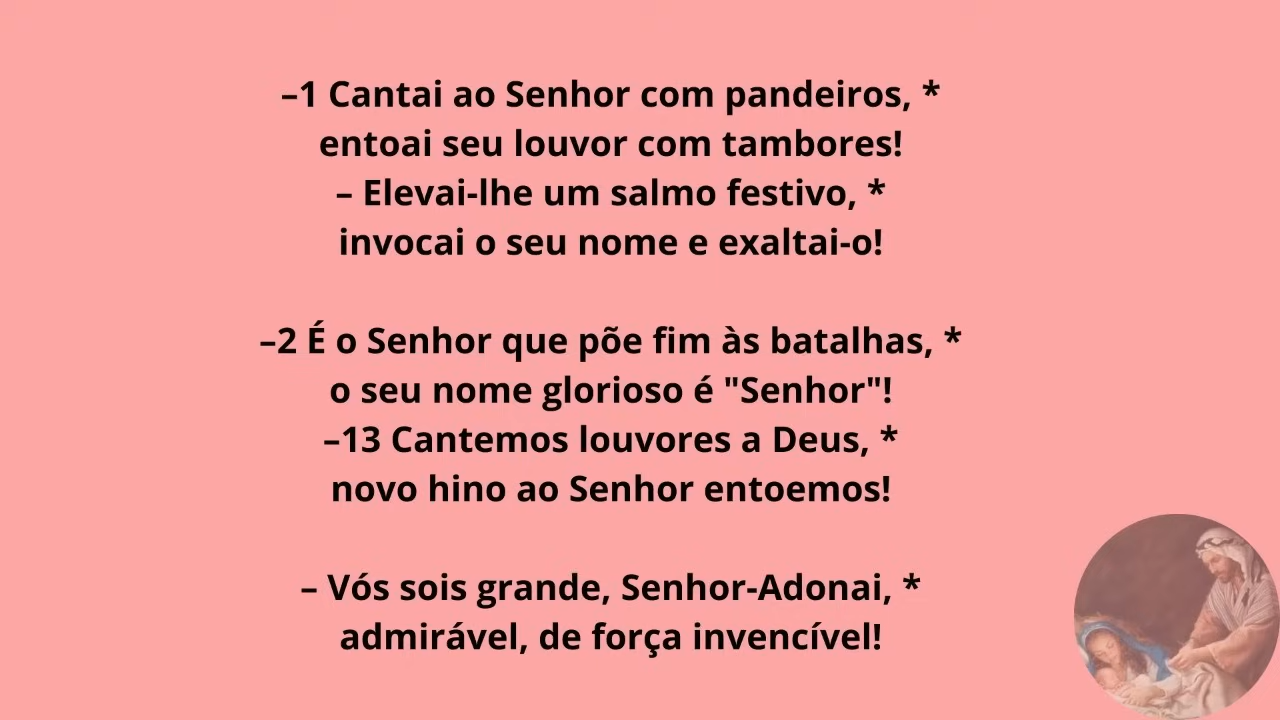 –1 Cantai ao Senhor com pandeiros, *
entoai seu louvor com tambores!
– Elevai-lhe um salmo festivo, *
invocai o seu nome e exaltai-o!
–2 É o Senhor que põe fim às batalhas, *
o seu nome glorioso é "Senhor"!
–13 Cantemos louvores a Deus, *
novo hino ao Senhor entoemos!
– Vós sois grande, Senhor-Adonai, *
admirável, de força invencível!